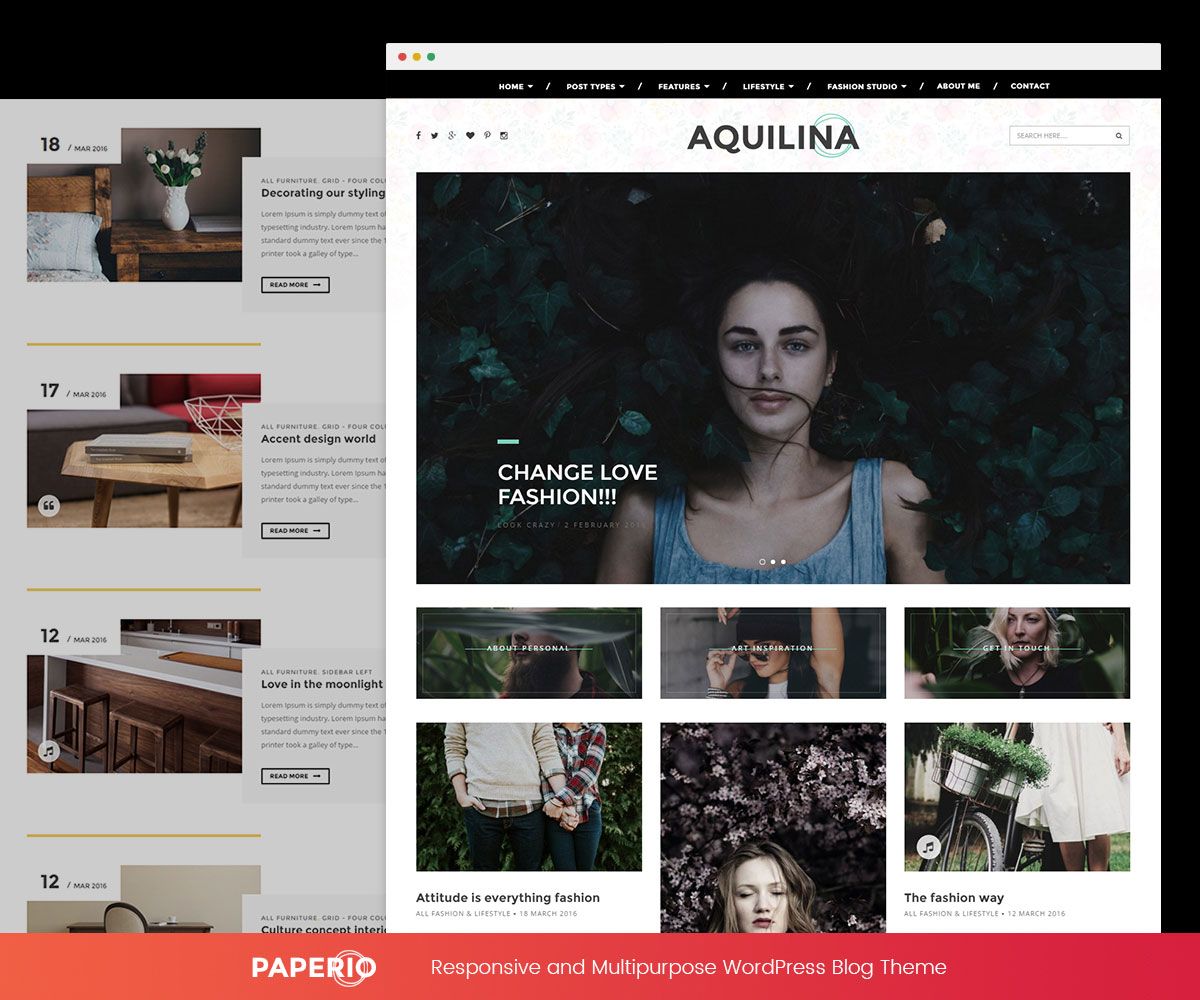 HOME / POST TYPES / FEATURES / LIFESTYLE / FASHION STUDIO / ABOUT ME / CONTACT
AQUILINA
SEARCH HERE....
CHANGE LOVE
FASHION!!!
LOOK CRAZY / 2 FEBRUARY
ABOUT PERSONAL
ART INSPIRATION
GET IN TOUCH
Attitude is everything fashion
ALL FASHION & LIFESTYLE • 18 MARCH 2016
The fashion way
ALL FASHION & LIFESTYLE • 12 MARCH 2016
18 / MAR 2016
ALL FURNITURE. GRID - FOUR COL
Decorating our styling
Lorem Ipsum is simply dummy text of
typesetting industry. Lorem Ipsum ha
standard dummy text ever since the 1
printer took a galley of type...
READ MORE
17 / MAR 2016
ALL FURNITURE. GRID - FOUR COL
Accent design world
Lorem Ipsum is simply dummy text of
typesetting industry. Lorem Ipsum ha
standard dummy text ever since the 1
printer took a galley of type...
READ MORE
12 / MAR 2016
ALL FURNITURE. SIDEBAR LEFT
Love in the moonlight
Lorem Ipsum is simply dummy text of
typesetting industry. Lorem Ipsum ha
standard dummy text ever since the 1
printer took a galley of type...
READ MORE
12 / MAR 2016
ALL FURNITURE. GRID - FOUR COL
Culture concept interi
PAPERIO
Responsive and Multipurpose WordPress Blog Theme